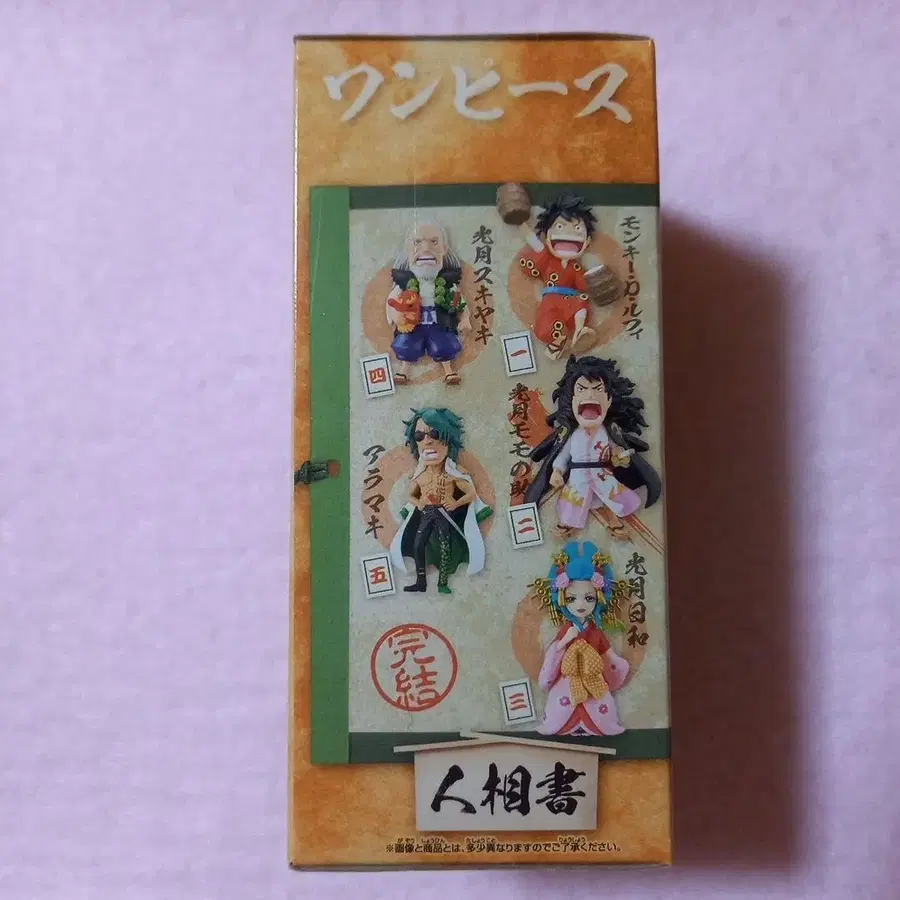 ワンピース
モンキー・D・ルフィ
一
光月モモの助
二
光月日和
三
光月スキヤキ
四
アラマキ
五
完結
人相書
※画像と商品とは、多少異なりますのでご了承ください。